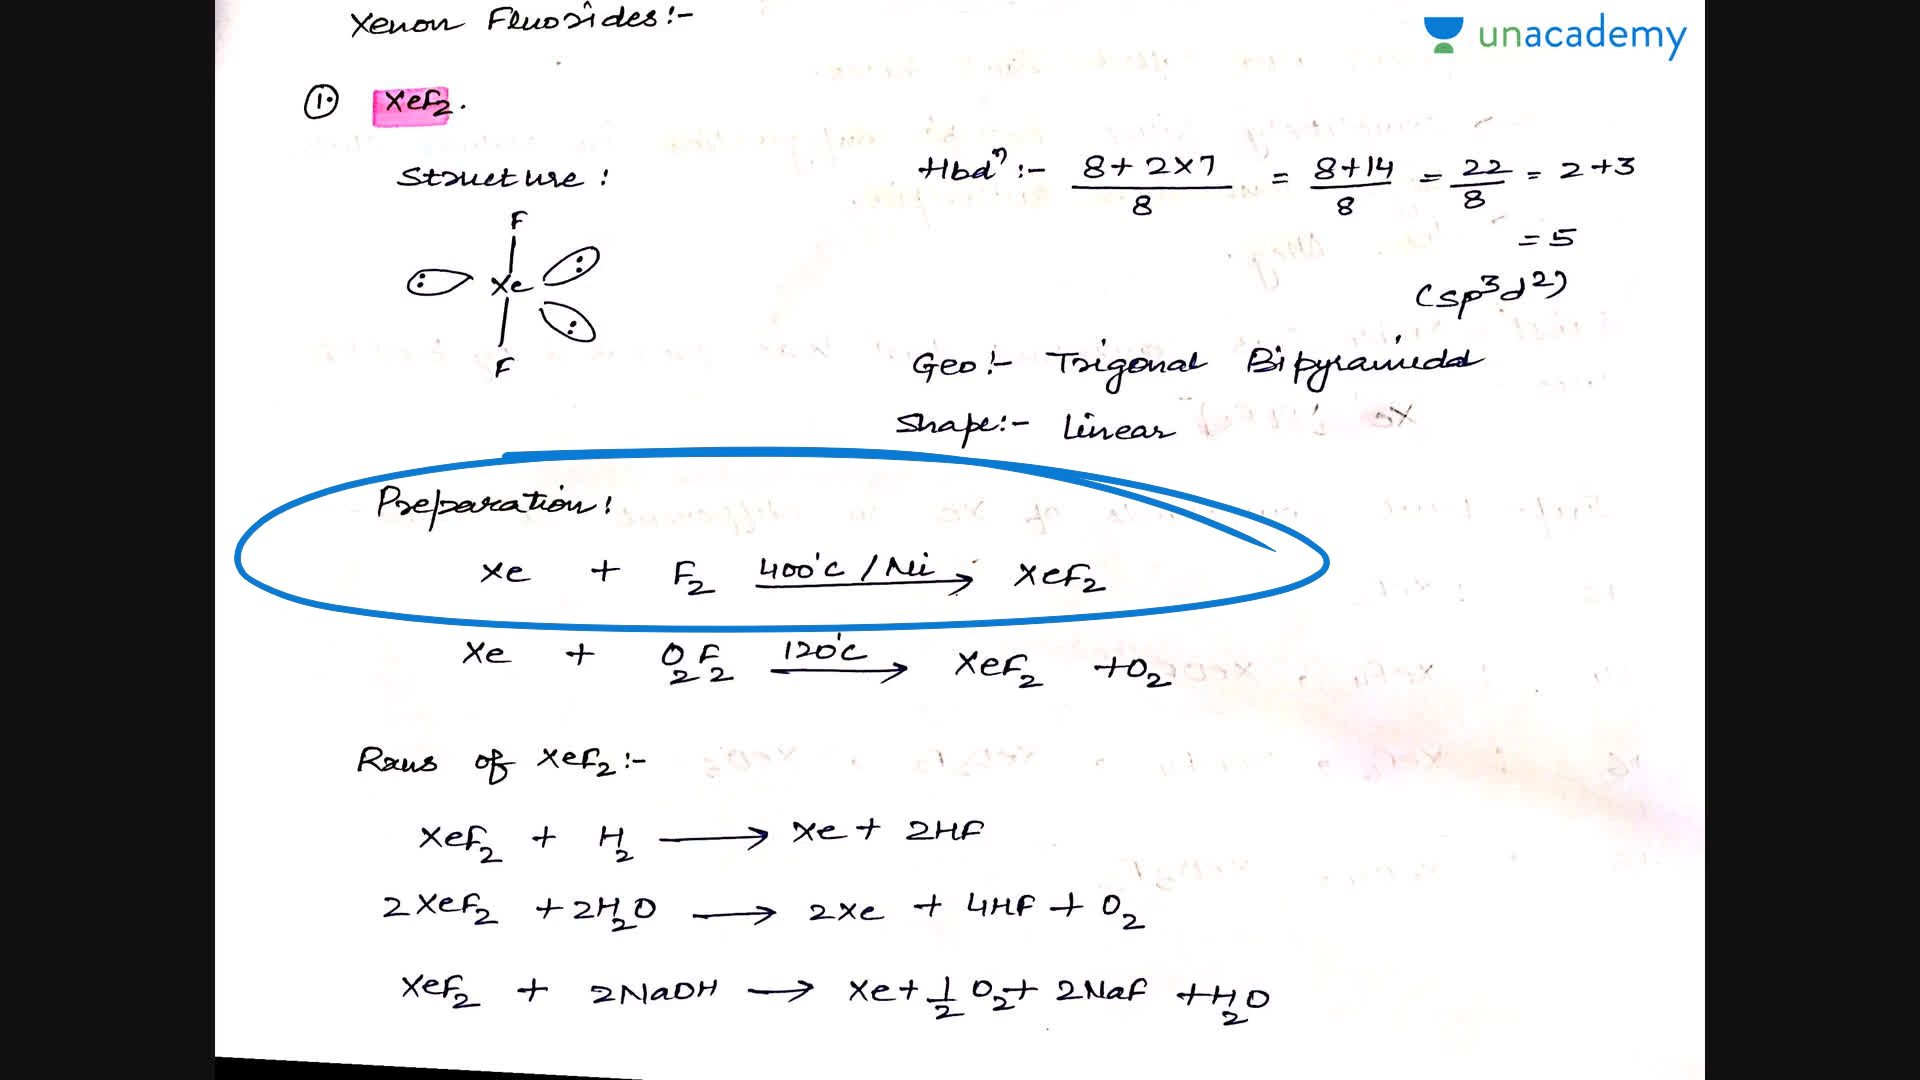 Xenon Fluorides:-
unacademy
1. XeF2.
Structure:
F
Xe
F
Hbdn:- 8+2×7/8 = 8+14/8 = 22/8 = 2+3
= 5
(sp3d2)
Geo:- Trigonal Bipyramidal
Shape:- Linear
Preparation:
Xe + F2 400°C/Ni → XeF2
Xe + O2F2 120°C → XeF2 +O2
Rxns of XeF2:-
XeF2 + H2 → Xe + 2HF
2XeF2 + 2H2O → 2Xe + 4HF + O2
XeF2 + 2NaOH → Xe + 1/2 O2 + 2NaF + H2O